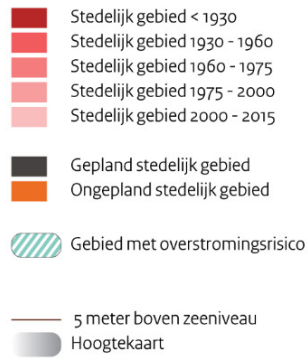 Stedelijk gebied < 1930
Stedelijk gebied 1930 - 1960
Stedelijk gebied 1960 - 1975
Stedelijk gebied 1975 - 2000
Stedelijk gebied 2000 - 2015
Gepland stedelijk gebied
Ongepland stedelijk gebied
Gebied met overstromingsrisico
5 meter boven zeeniveau
Hoogtekaart